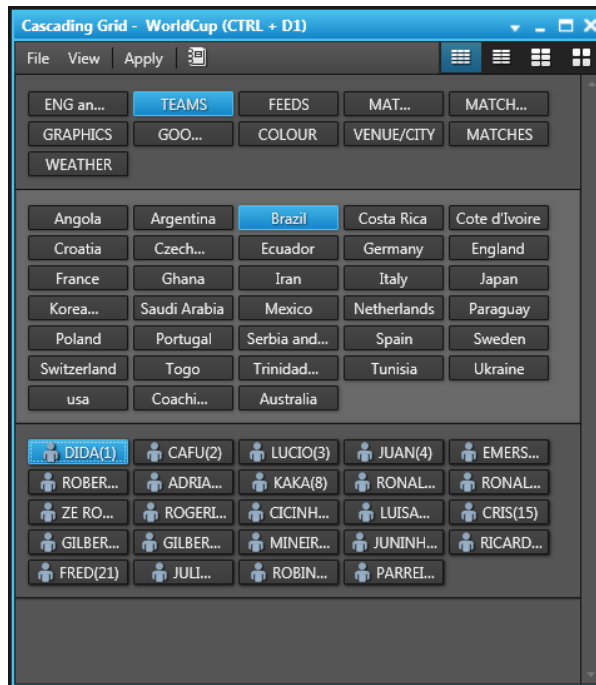 Cascading Grid - WorldCup (CTRL + D1)
File View Apply
ENG an... TEAMS FEEDS MAT... MATCH...
GRAPHICS GOO... COLOUR VENUE/CITY MATCHES
WEATHER
Angola Argentina Brazil Costa Rica Cote d'Ivoire
Croatia Czech... Ecuador Germany England
France Ghana Iran Italy Japan
Korea... Saudi Arabia Mexico Netherlands Paraguay
Poland Portugal Serbia and... Spain Sweden
Switzerland Togo Trinidad... Tunisia Ukraine
usa Coachi... Australia
DIDA(1) CAFU(2) LUCIO(3) JUAN(4) EMERS...
ROBER... ADRIA... KAKA(8) RONAL... RONAL...
ZE RO... ROGERI... CICINH... LUISA... CRIS(15)
GILBER... GILBER... MINEIR... JUNINH... RICARD...
FRED(21) JULI... ROBIN... PARREI...